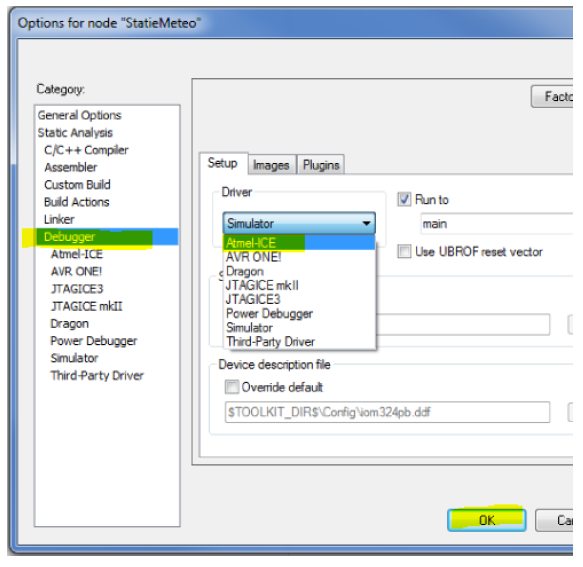 Options for node "StatieMeteo"
Category:
General Options
Static Analysis
C/C++ Compiler
Assembler
Custom Build
Build Actions
Linker
Debugger
Atmel-ICE
AVR ONE!
JTAGICE3
JTAGICE mkII
Dragon
Power Debugger
Simulator
Third-Party Driver
Facto
Setup Images Plugins
Driver
Simulator
Atmel-ICE
AVR ONE!
Dragon
JTAGICE mkII
JTAGICE3
Power Debugger
Simulator
Third-Party Driver
Run to
main
Use UBROF reset vector
S
Device description file
Override default
$TOOLKIT_DIR$\Config\iom324pb.ddf
OK Ca